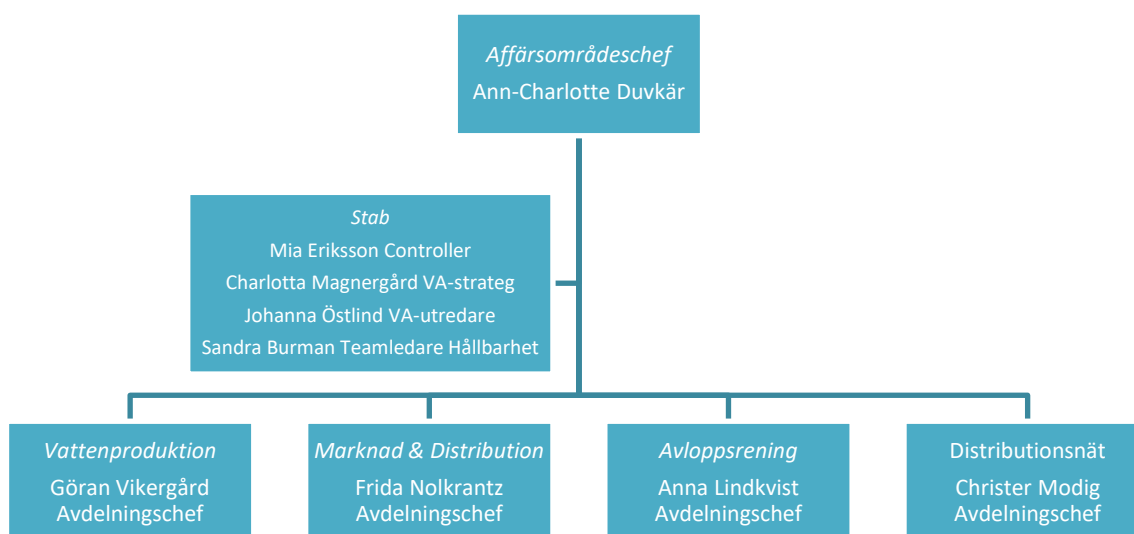 Affärsområdeschef
Ann-Charlotte Duvkär
Stab
Mia Eriksson Controller
Charlotta Magnergård VA-strateg
Johanna Östlind VA-utredare
Sandra Burman Teamledare Hållbarhet
Vattenproduktion
Göran Vikergård
Avdelningschef
Marknad & Distribution
Frida Nolkrantz
Avdelningschef
Avloppsrening
Anna Lindkvist
Avdelningschef
Distributionsnät
Christer Modig
Avdelningschef